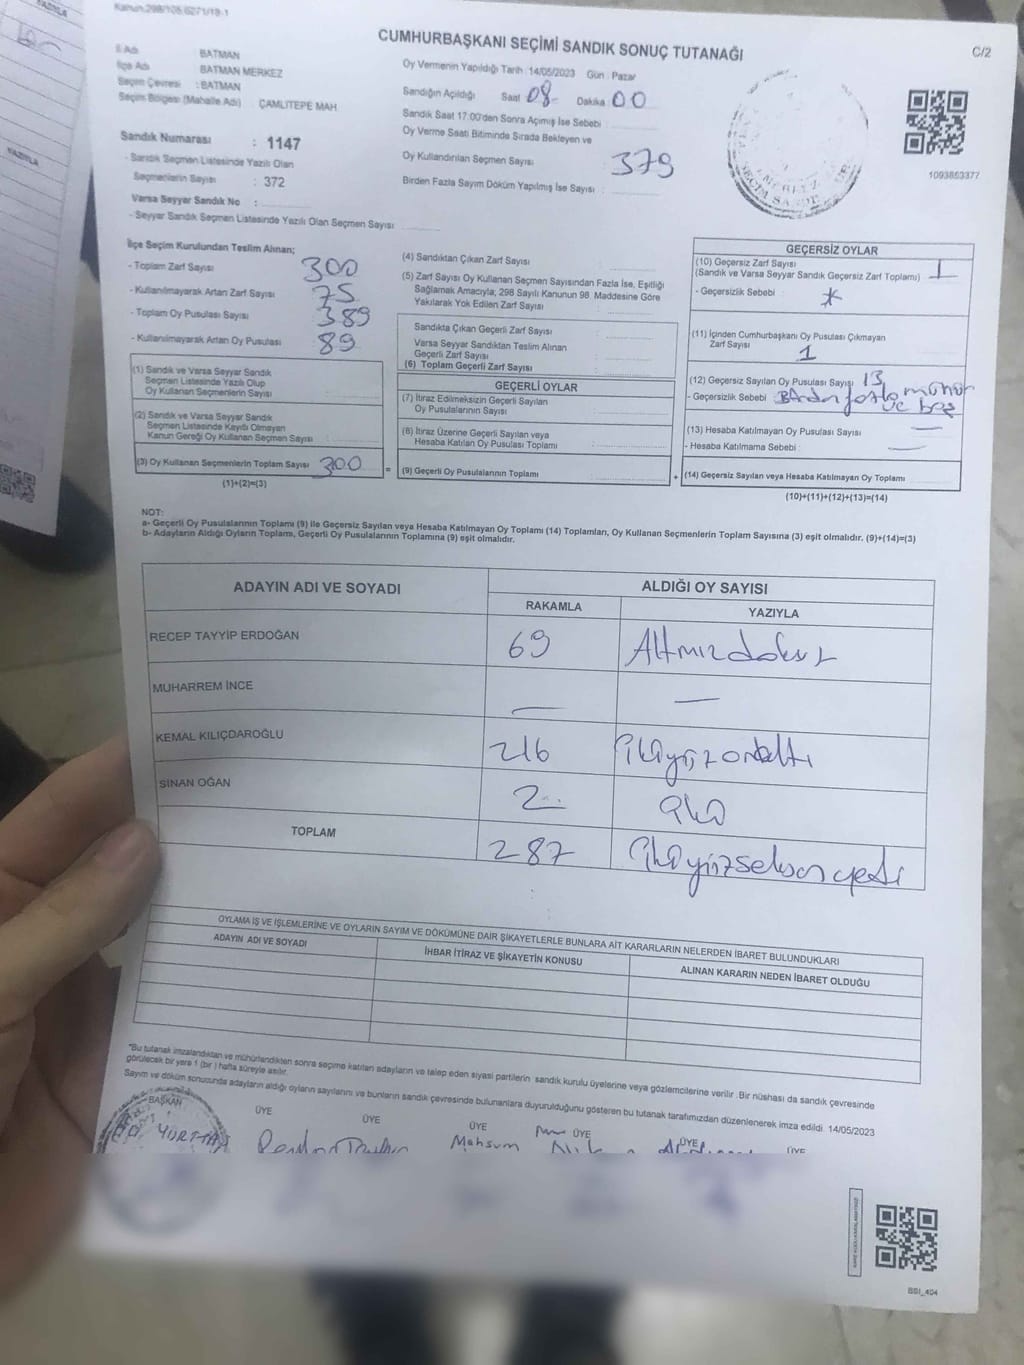 Kanun:298/105,6271/19-1
C/2
CUMHURBAŞKANI SEÇİMİ SANDIK SONUÇ TUTANAĞI
İl Adı : BATMAN
İlçe Adı : BATMAN MERKEZ
Seçim Çevresi : BATMAN
Seçim Bölgesi (Mahalle Adı) : ÇAMLITEPE MAH
Sandık Numarası : 1147
- Sandık Seçmen Listesinde Yazılı Olan
Seçmenlerin Sayısı : 372
Varsa Seyyar Sandık No :
- Seyyar Sandık Seçmen Listesinde Yazılı Olan Seçmen Sayısı
Oy Vermenin Yapıldığı Tarih : 14/05/2023 Gün : Pazar
Sandığın Açıldığı Saat 08 Dakika 00
Sandık Saat 17.00'den Sonra Açımış İse Sebebi :
Oy Verme Saati Bitiminde Sırada Bekleyen ve
Oy Kullandırılan Seçmen Sayısı : 379
Birden Fazla Sayım Döküm Yapılmış İse Sayısı :
1093853377
İlçe Seçim Kurulundan Teslim Alınan;
- Toplam Zarf Sayısı 300
- Kullanılmayarak Artan Zarf Sayısı 75
- Toplam Oy Pusulası Sayısı 389
- Kullanılmayarak Artan Oy Pusulası 89
(1) Sandık ve Varsa Seyyar Sandık
Seçmen Listesinde Yazılı Olup
Oy Kullanan Seçmenlerin Sayısı :
(2) Sandık ve Varsa Seyyar Sandık
Seçmen Listesinde Kayıtlı Olmayan
Kanun Gereği Oy Kullanan Seçmen Sayısı :
(3) Oy Kullanan Seçmenlerin Toplam Sayısı 300
(1)+(2)=(3)
=
(4) Sandıktan Çıkan Zarf Sayısı :
(5) Zarf Sayısı Oy Kullanan Seçmen Sayısından Fazla İse, Eşitliği
Sağlamak Amacıyla; 298 Sayılı Kanunun 98. Maddesine Göre
Yakılarak Yok Edilen Zarf Sayısı :
Sandıkta Çıkan Geçerli Zarf Sayısı :
Varsa Seyyar Sandıktan Teslim Alınan
Geçerli Zarf Sayısı :
(6) Toplam Geçerli Zarf Sayısı :
GEÇERLİ OYLAR
(7) İtiraz Edilmeksizin Geçerli Sayılan
Oy Pusulalarının Sayısı :
(8) İtiraz Üzerine Geçerli Sayılan veya
Hesaba Katılan Oy Pusulası Toplamı :
(9) Geçerli Oy Pusulalarının Toplamı :
+
GEÇERSİZ OYLAR
(10) Geçersiz Zarf Sayısı
(Sandık ve Varsa Seyyar Sandık Geçersiz Zarf Toplamı)
- Geçersizlik Sebebi :
(11) İçinden Cumhurbaşkanı Oy Pusulası Çıkmayan
Zarf Sayısı 1
(12) Geçersiz Sayılan Oy Pusulası Sayısı 13
- Geçersizlik Sebebi : Birden fazla mühür
ve boş
(13) Hesaba Katılmayan Oy Pusulası Sayısı —
- Hesaba Katılmama Sebebi : —
(14) Geçersiz Sayılan veya Hesaba Katılmayan Oy Toplamı
(10)+(11)+(12)+(13)=(14)
NOT:
a- Geçerli Oy Pusulalarının Toplamı (9) ile Geçersiz Sayılan veya Hesaba Katılmayan Oy Toplamı (14) Toplamları, Oy Kullanan Seçmenlerin Toplam Sayısına (3) eşit olmalıdır. (9)+(14)=(3)
b- Adayların Aldığı Oyların Toplamı, Geçerli Oy Pusulalarının Toplamına (9) eşit olmalıdır.
ADAYIN ADI VE SOYADI
ALDIĞI OY SAYISI
RAKAMLA YAZIYLA
RECEP TAYYİP ERDOĞAN 69 Altmızdokuz
MUHARREM İNCE — —
KEMAL KILIÇDAROĞLU 216 ikiyüzonaltı
SİNAN OĞAN 2 iki
TOPLAM 287 ikiyüzseksenyedi
OYLAMA İŞ VE İŞLEMLERİNE VE OYLARIN SAYIM VE DÖKÜMÜNE DAİR ŞİKAYETLERLE BUNLARA AİT KARARLARIN NELERDEN İBARET BULUNDUKLARI
ADAYIN ADI VE SOYADI
İHBAR İTİRAZ VE ŞİKAYETİN KONUSU
ALINAN KARARIN NEDEN İBARET OLDUĞU
"Bu tutanak imzalandıktan ve mühürlendikten sonra seçime katılan adayların ve talep eden siyasi partilerin sandık kurulu üyelerine veya gözlemcilerine verilir .Bir nüshası da sandık çevresinde
görülecek bir yere 1 (bir ) hafta süreyle asılır.
Sayım ve döküm sonucunda adayların aldığı oyların sayılarını ve bunların sandık çevresinde bulunanlara duyurulduğunu gösteren bu tutanak tarafımızdan düzenlenerek imza edildi. 14/05/2023
BAŞKAN ÜYE ÜYE ÜYE ÜYE ÜYE ÜYE
Mahsum
BSI_404